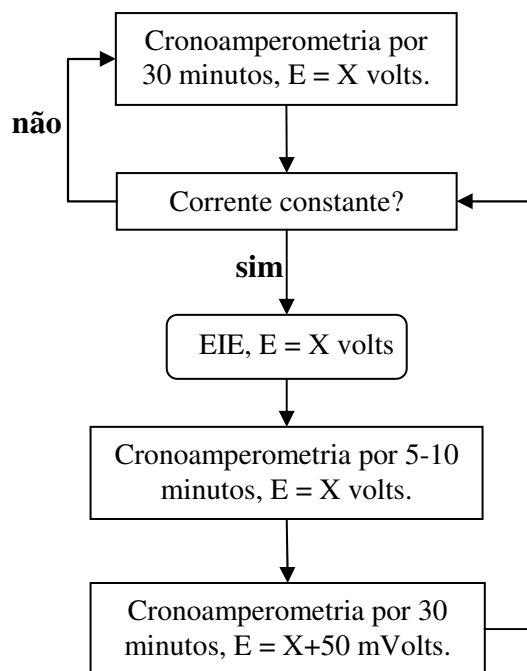 Cronoamperometria por
30 minutos, E = X volts.
não
Corrente constante?
sim
EIE, E = X volts
Cronoamperometria por 5-10
minutos, E = X volts.
Cronoamperometria por 30
minutos, E = X+50 mVolts.